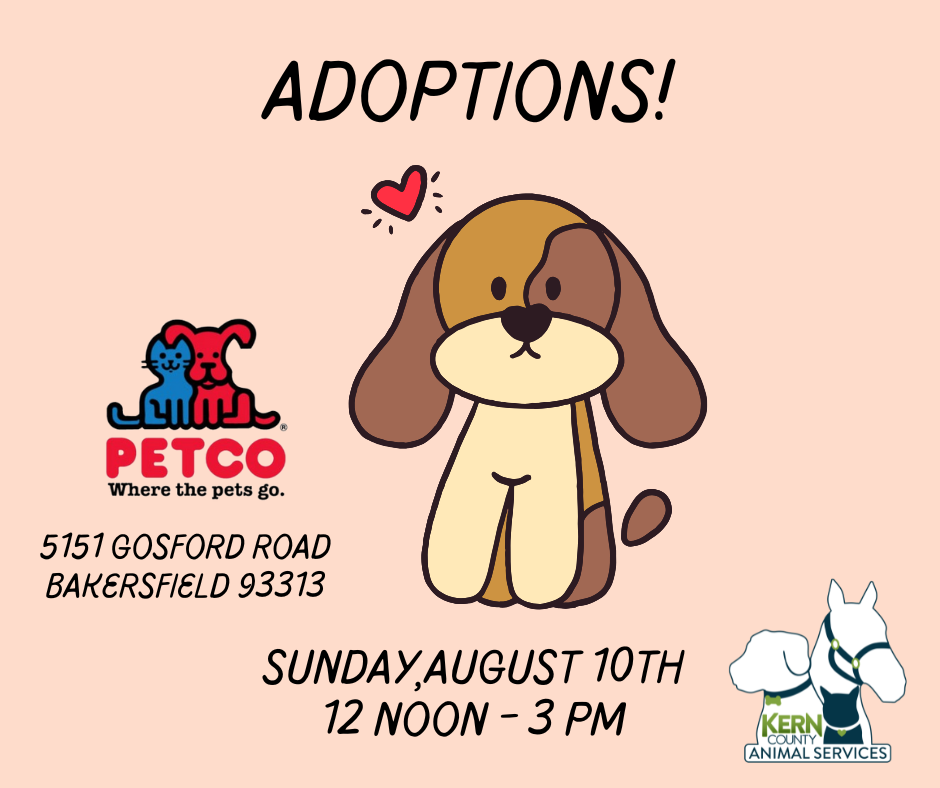 ADOPTIONS!
PETCO®
Where the pets go.
5151 GOSFORD ROAD
BAKERSFIELD 93313
SUNDAY,AUGUST 10TH
12 NOON - 3 PM
KERN
COUNTY
ANIMAL SERVICES